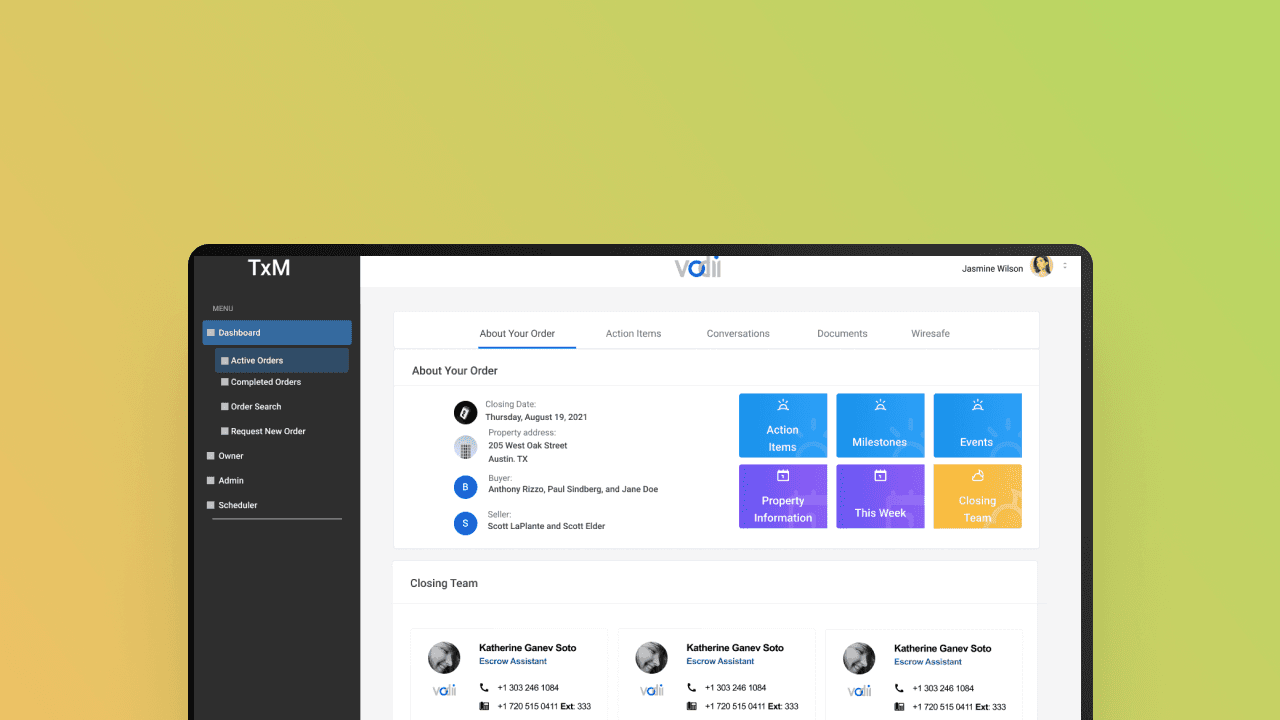 TxM
vodii
Jasmine Wilson
MENU
Dashboard
Active Orders
Completed Orders
Order Search
Request New Order
Owner
Admin
Scheduler
About Your Order
Action Items
Conversations
Documents
Wiresafe
About Your Order
Closing Date:
Thursday, August 19, 2021
Property address:
205 West Oak Street
Austin. TX
B
Buyer:
Anthony Rizzo, Paul Sindberg, and Jane Doe
S
Seller:
Scott LaPlante and Scott Elder
Action
Items
Milestones
Events
Property
Information
This Week
Closing
Team
Closing Team
Katherine Ganev Soto
Escrow Assistant
vodii
+1 303 246 1084
+1 720 515 0411 Ext: 333
Katherine Ganev Soto
Escrow Assistant
vodii
+1 303 246 1084
+1 720 515 0411 Ext: 333
Katherine Ganev Soto
Escrow Assistant
vodii
+1 303 246 1084
+1 720 515 0411 Ext: 333